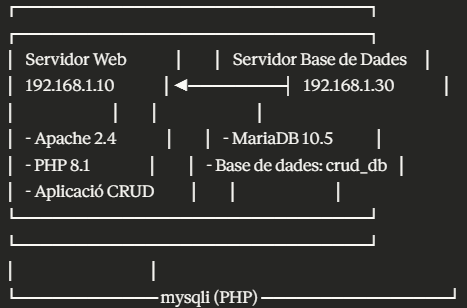 Servidor Web Servidor Base de Dades
192.168.1.10 192.168.1.30
- Apache 2.4 - MariaDB 10.5
- PHP 8.1 - Base de dades: crud_db
- Aplicació CRUD
mysqli (PHP)